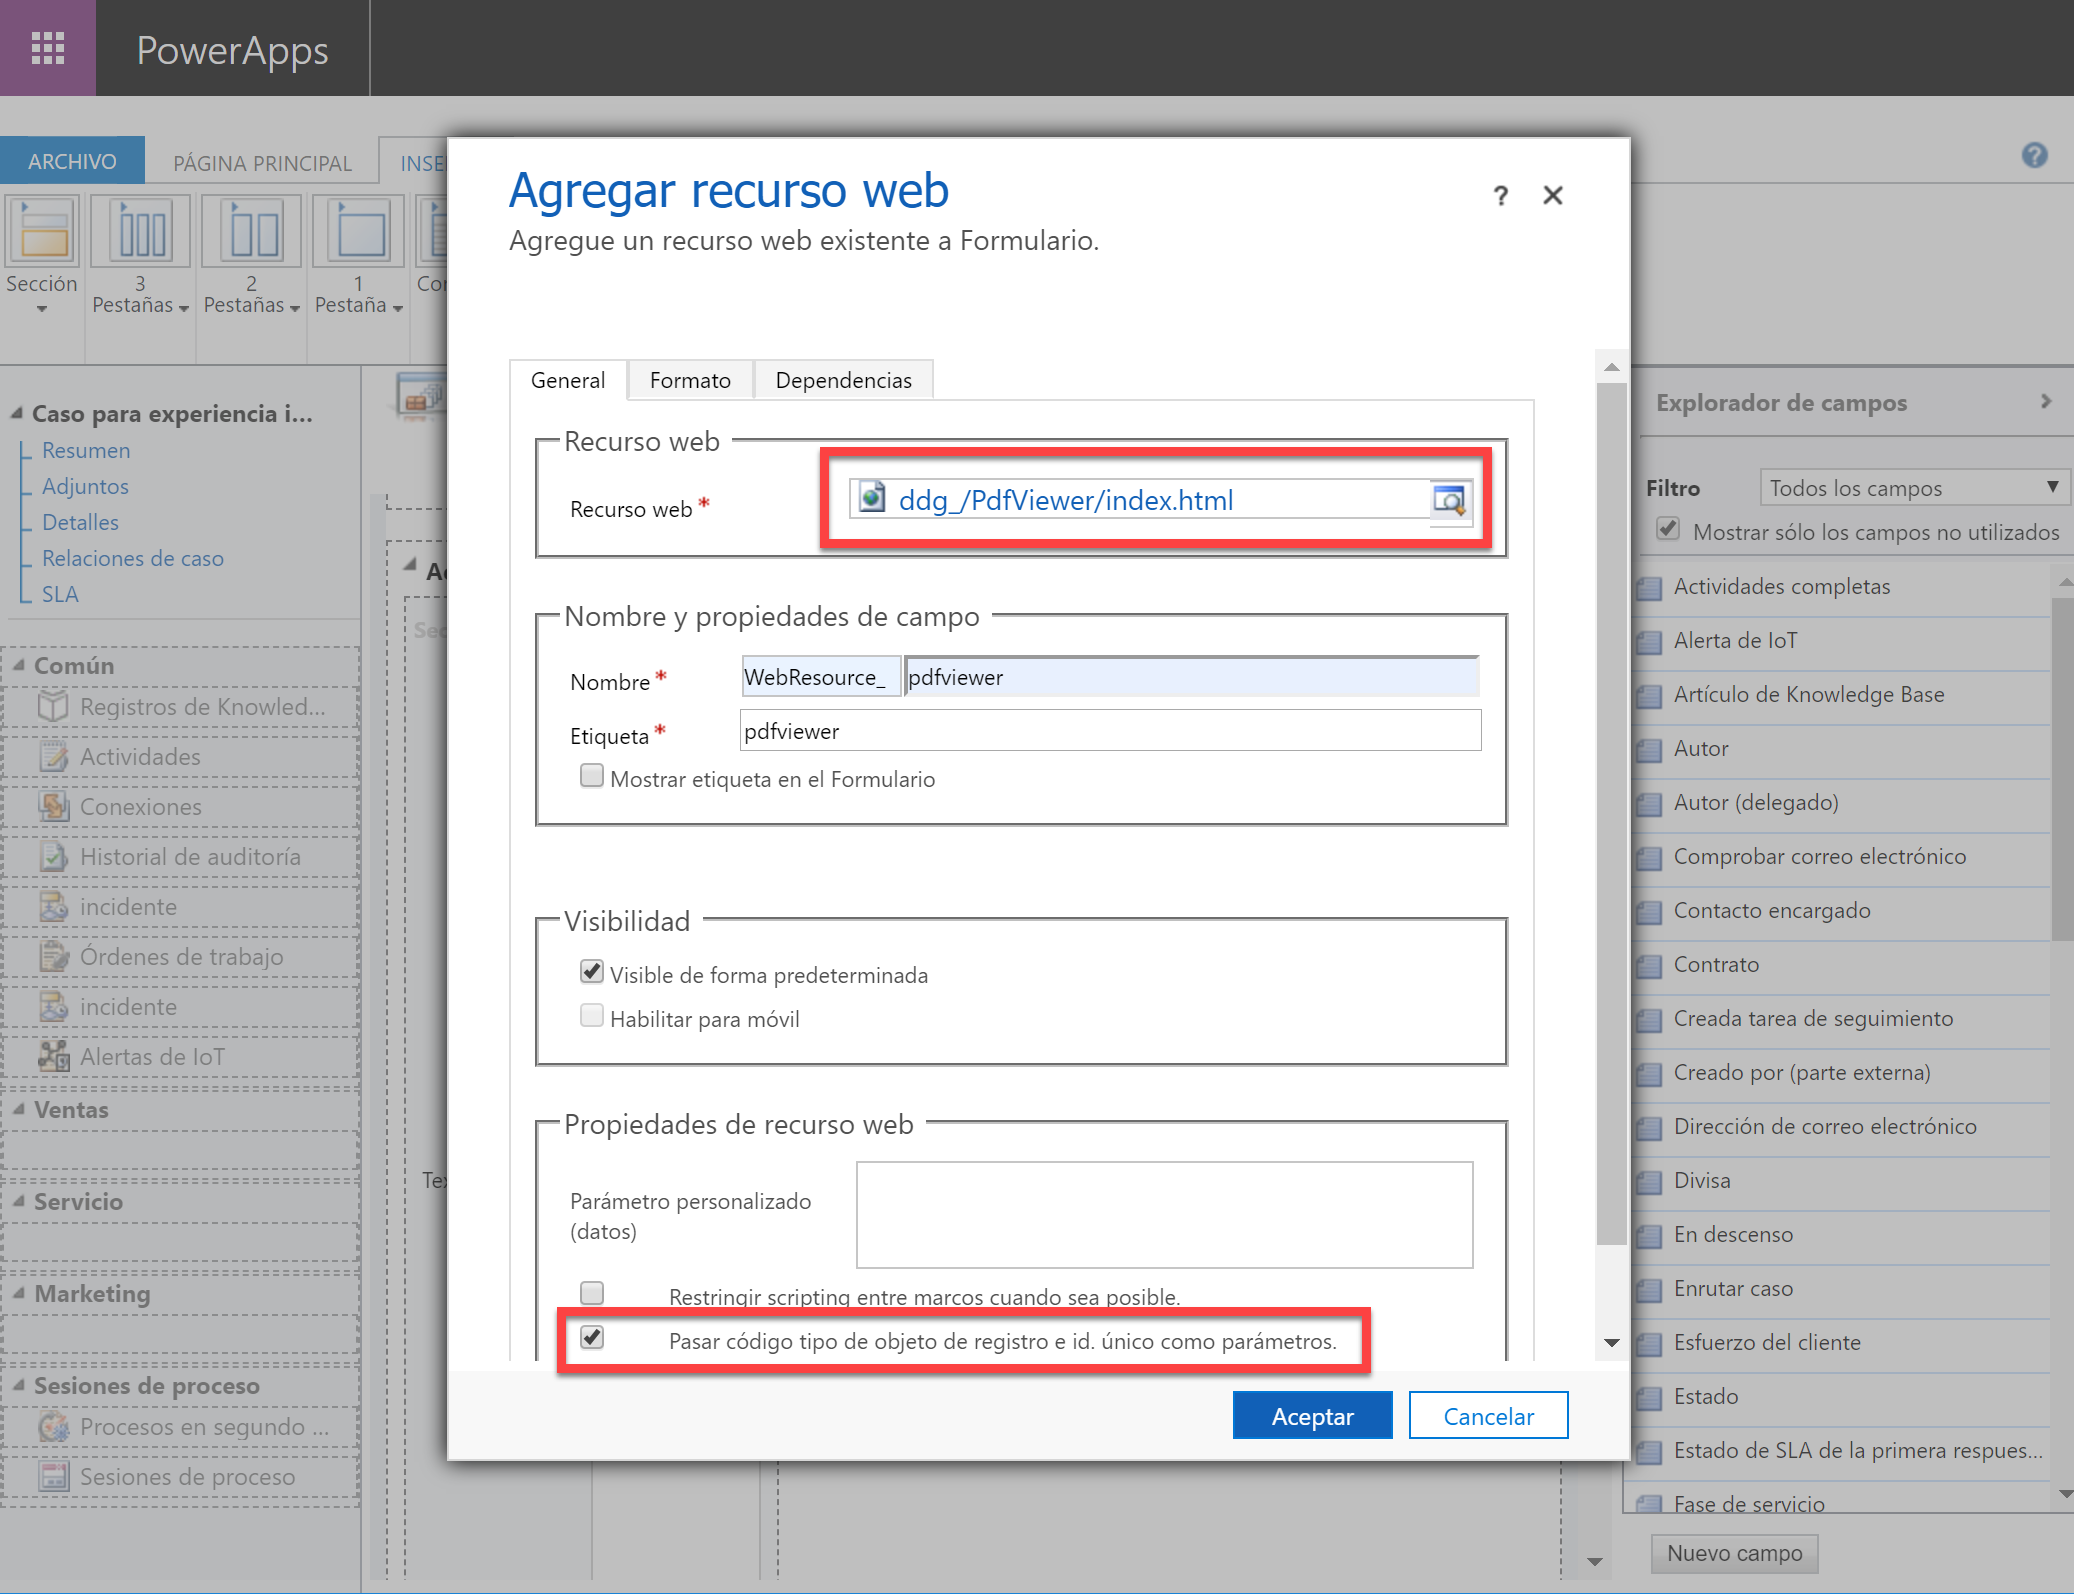 PowerApps
ARCHIVO
PÁGINA PRINCIPAL
Sección
3
Pestañas
2
Pestañas
1
Pestaña
Caso para experiencia i...
Resumen
Adjuntos
Detalles
Relaciones de caso
SLA
Común
Registros de Knowled...
Actividades
Conexiones
Historial de auditoría
incidente
Órdenes de trabajo
incidente
Alertas de IoT
Ventas
Servicio
Marketing
Sesiones de proceso
Procesos en segundo ...
Sesiones de proceso
Agregar recurso web
? ×
Agregue un recurso web existente a Formulario.
General
Formato
Dependencias
Recurso web
Recurso web *
ddg_/PdfViewer/index.html
Nombre y propiedades de campo
Nombre *
WebResource_
pdfviewer
Etiqueta *
pdfviewer
Mostrar etiqueta en el Formulario
Visibilidad
Visible de forma predeterminada
Habilitar para móvil
Propiedades de recurso web
Parámetro personalizado
(datos)
Restringir scripting entre marcos cuando sea posible.
Pasar código tipo de objeto de registro e id. único como parámetros.
Aceptar
Cancelar
?
Explorador de campos
Filtro
Todos los campos
Mostrar sólo los campos no utilizados
Actividades completas
Alerta de IoT
Artículo de Knowledge Base
Autor
Autor (delegado)
Comprobar correo electrónico
Contacto encargado
Contrato
Creada tarea de seguimiento
Creado por (parte externa)
Dirección de correo electrónico
Divisa
En descenso
Enrutar caso
Esfuerzo del cliente
Estado
Estado de SLA de la primera respues...
Fase de servicio
Nuevo campo